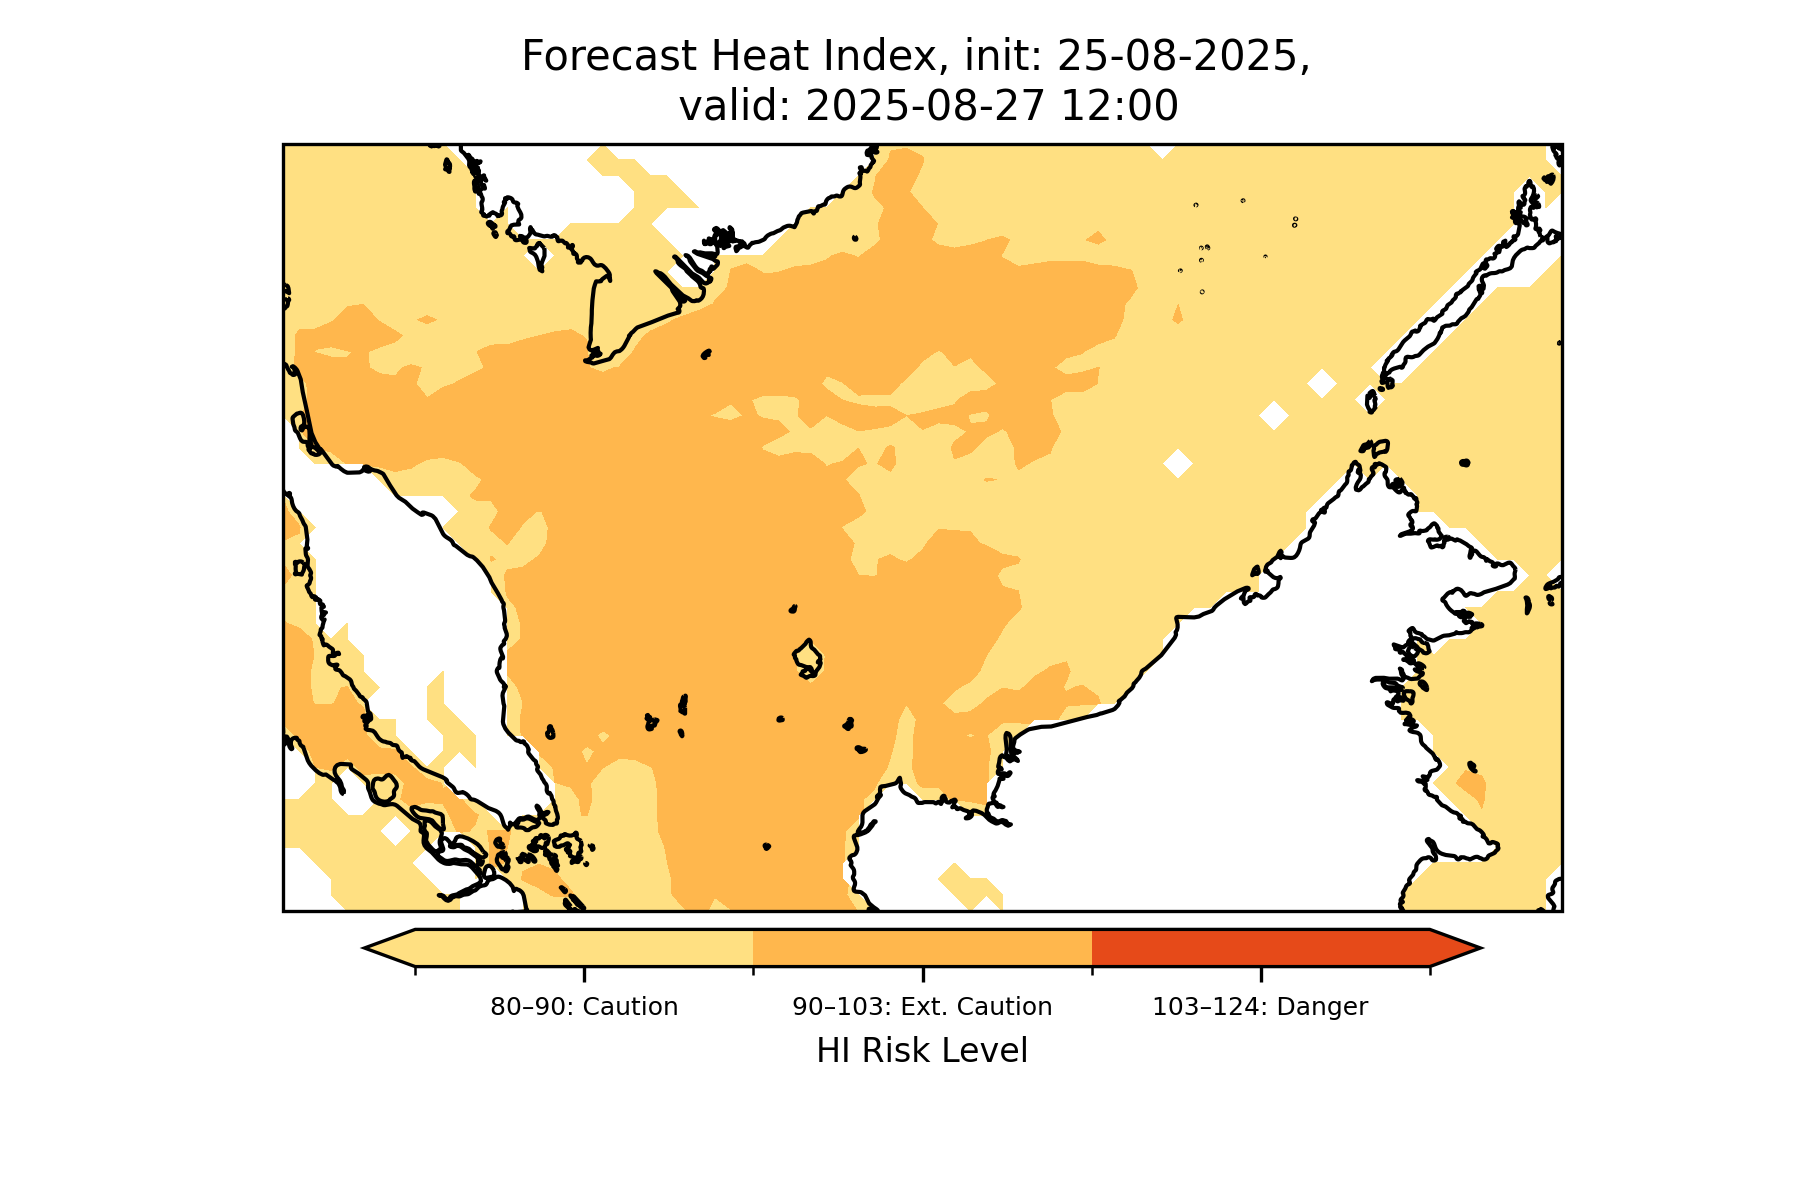 Forecast Heat Index, init: 25-08-2025,
valid: 2025-08-27 12:00
80–90: Caution
90–103: Ext. Caution
103–124: Danger
HI Risk Level